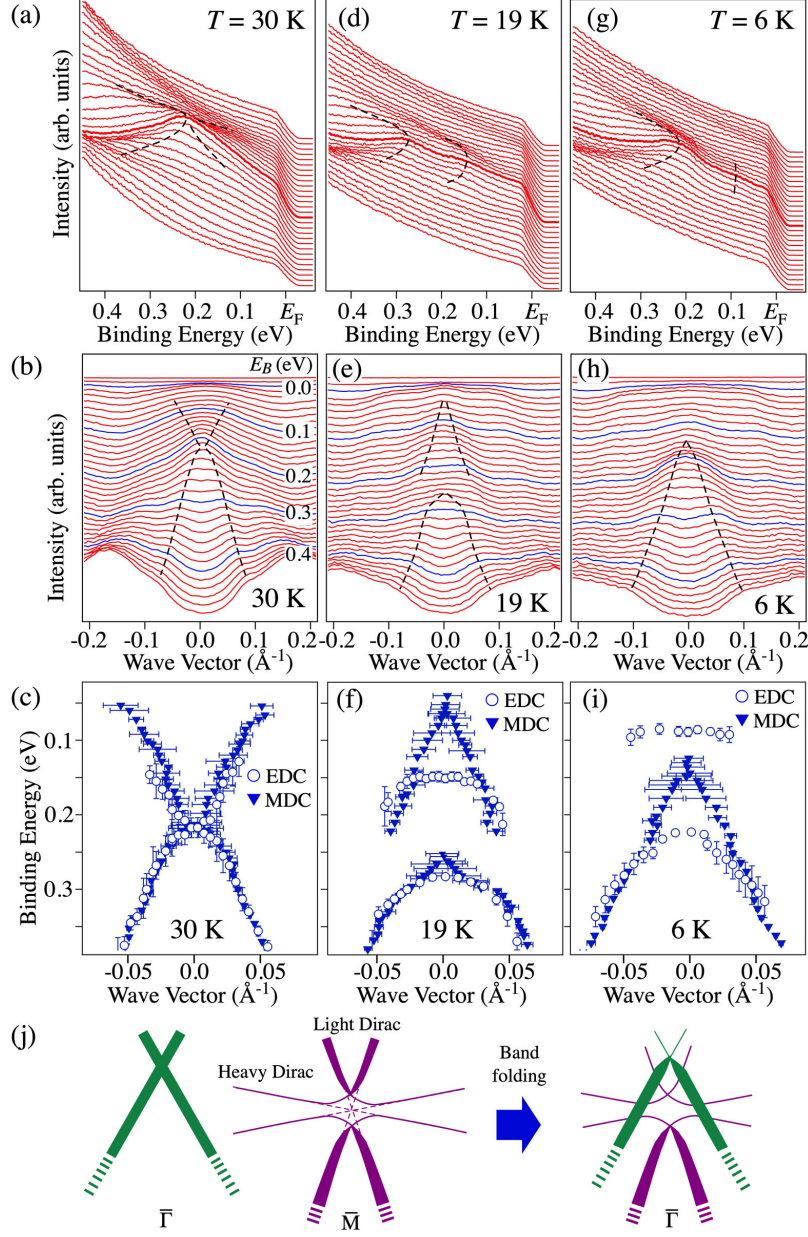 (a) T = 30 K (d) T = 19 K (g) T = 6 K
Intensity (arb. units)
0.4 0.3 0.2 0.1 E_F 0.4 0.3 0.2 0.1 E_F 0.4 0.3 0.2 0.1 E_F
Binding Energy (eV) Binding Energy (eV) Binding Energy (eV)
(b) E_B (eV) (e) (h)
0.0
0.1
0.2
0.3
0.4
Intensity (arb. units)
30 K 19 K 6 K
-0.2 -0.1 0.0 0.1 0.2 -0.2 -0.1 0.0 0.1 0.2 -0.2 -0.1 0.0 0.1 0.2
Wave Vector (Å⁻¹) Wave Vector (Å⁻¹) Wave Vector (Å⁻¹)
(c) (f) EDC (i) EDC
MDC MDC
0.1
EDC
MDC
0.2
0.3
Binding Energy (eV)
30 K 19 K 6 K
-0.05 0.0 0.05 -0.05 0.0 0.05 -0.05 0.0 0.05
Wave Vector (Å⁻¹) Wave Vector (Å⁻¹) Wave Vector (Å⁻¹)
(j) Light Dirac
Heavy Dirac
Band
folding
Γ̅ M̅ Γ̅